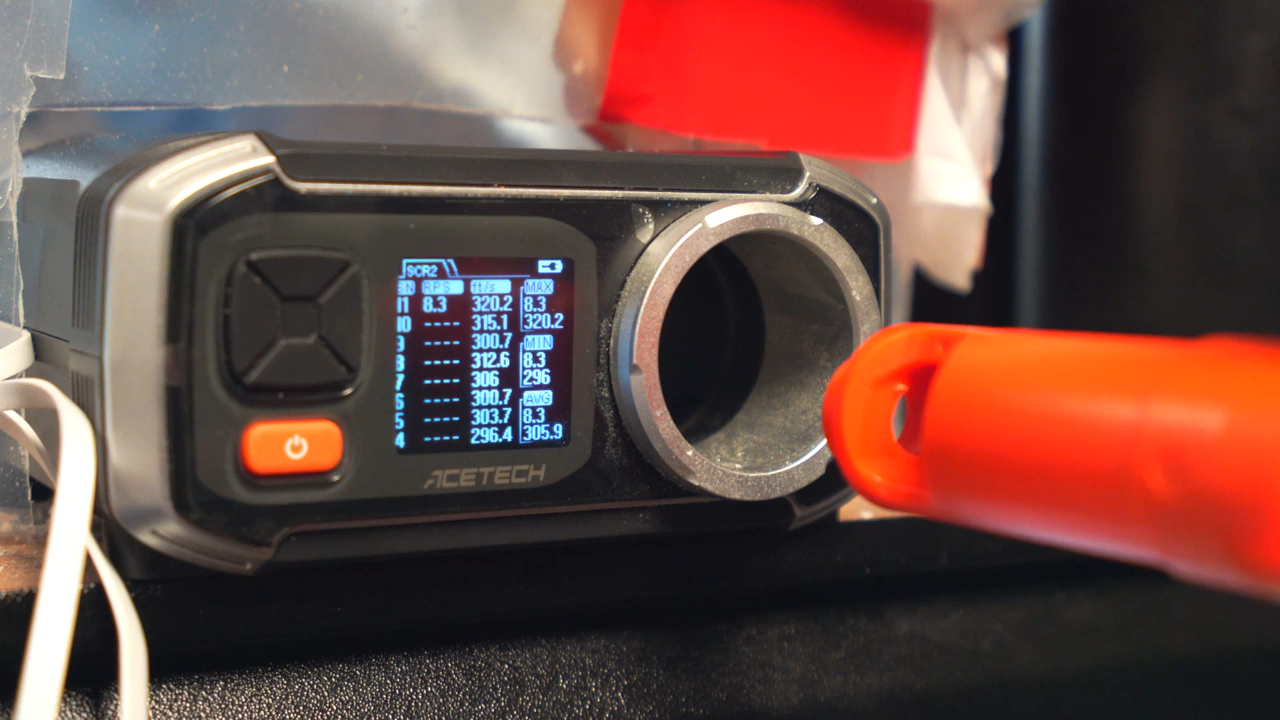 SCR2
SN RPS ft/s MAX
11 8.3 320.2 8.3
10 ---- 315.1 320.2
9 ---- 300.7 MIN
8 ---- 312.6 8.3
7 ---- 306 296
6 ---- 300.7 AVG
5 ---- 303.7 8.3
4 ---- 296.4 305.9
ACETECH